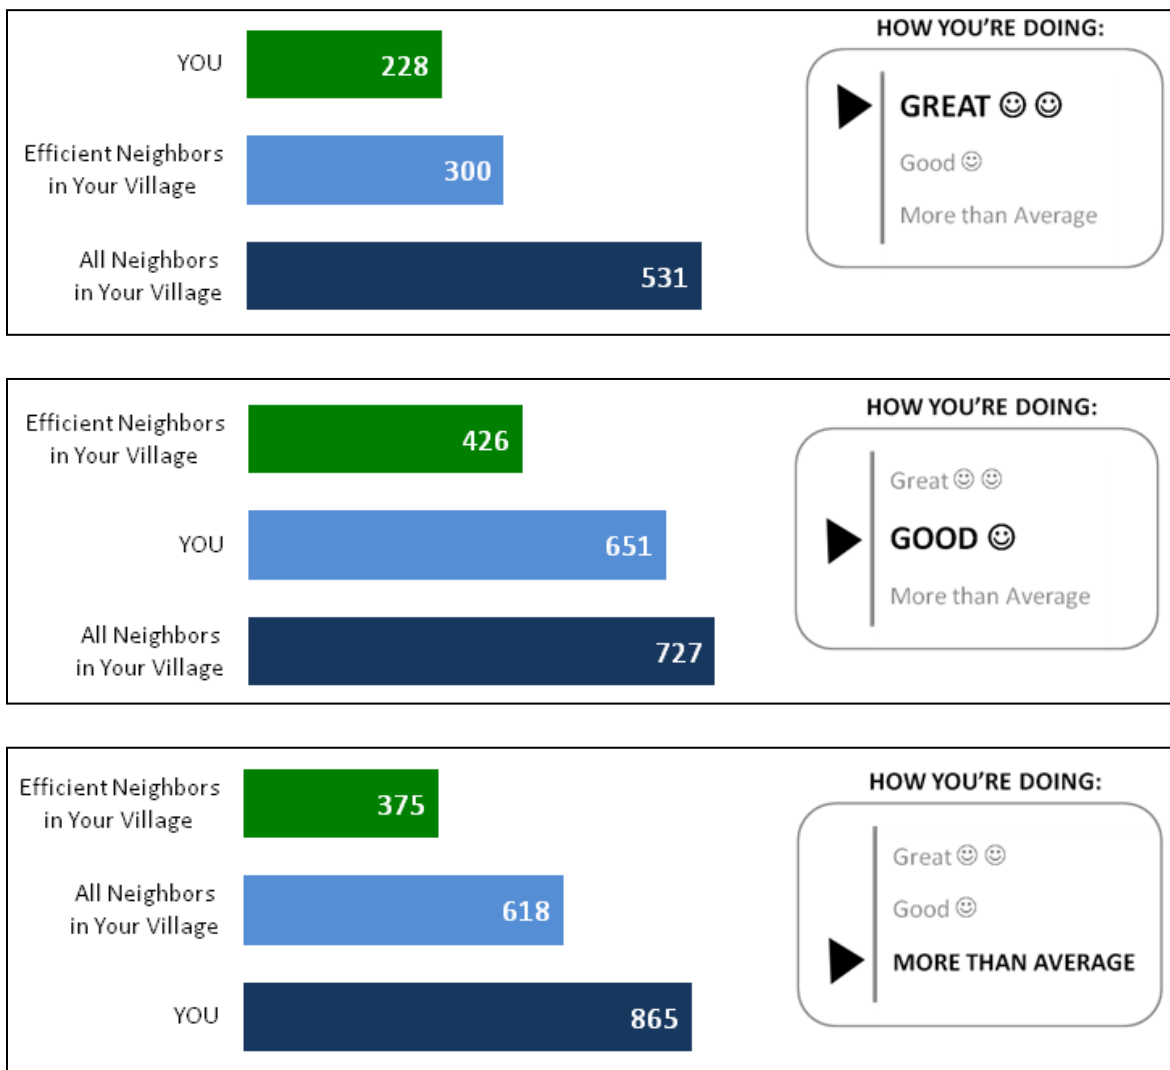 HOW YOU'RE DOING:
YOU
228
GREAT ☺ ☺
Efficient Neighbors
in Your Village
300
Good ☺
More than Average
All Neighbors
in Your Village
531
HOW YOU'RE DOING:
Efficient Neighbors
in Your Village
426
Great ☺ ☺
YOU
651
GOOD ☺
More than Average
All Neighbors
in Your Village
727
HOW YOU'RE DOING:
Efficient Neighbors
in Your Village
375
Great ☺ ☺
All Neighbors
in Your Village
618
Good ☺
MORE THAN AVERAGE
YOU
865